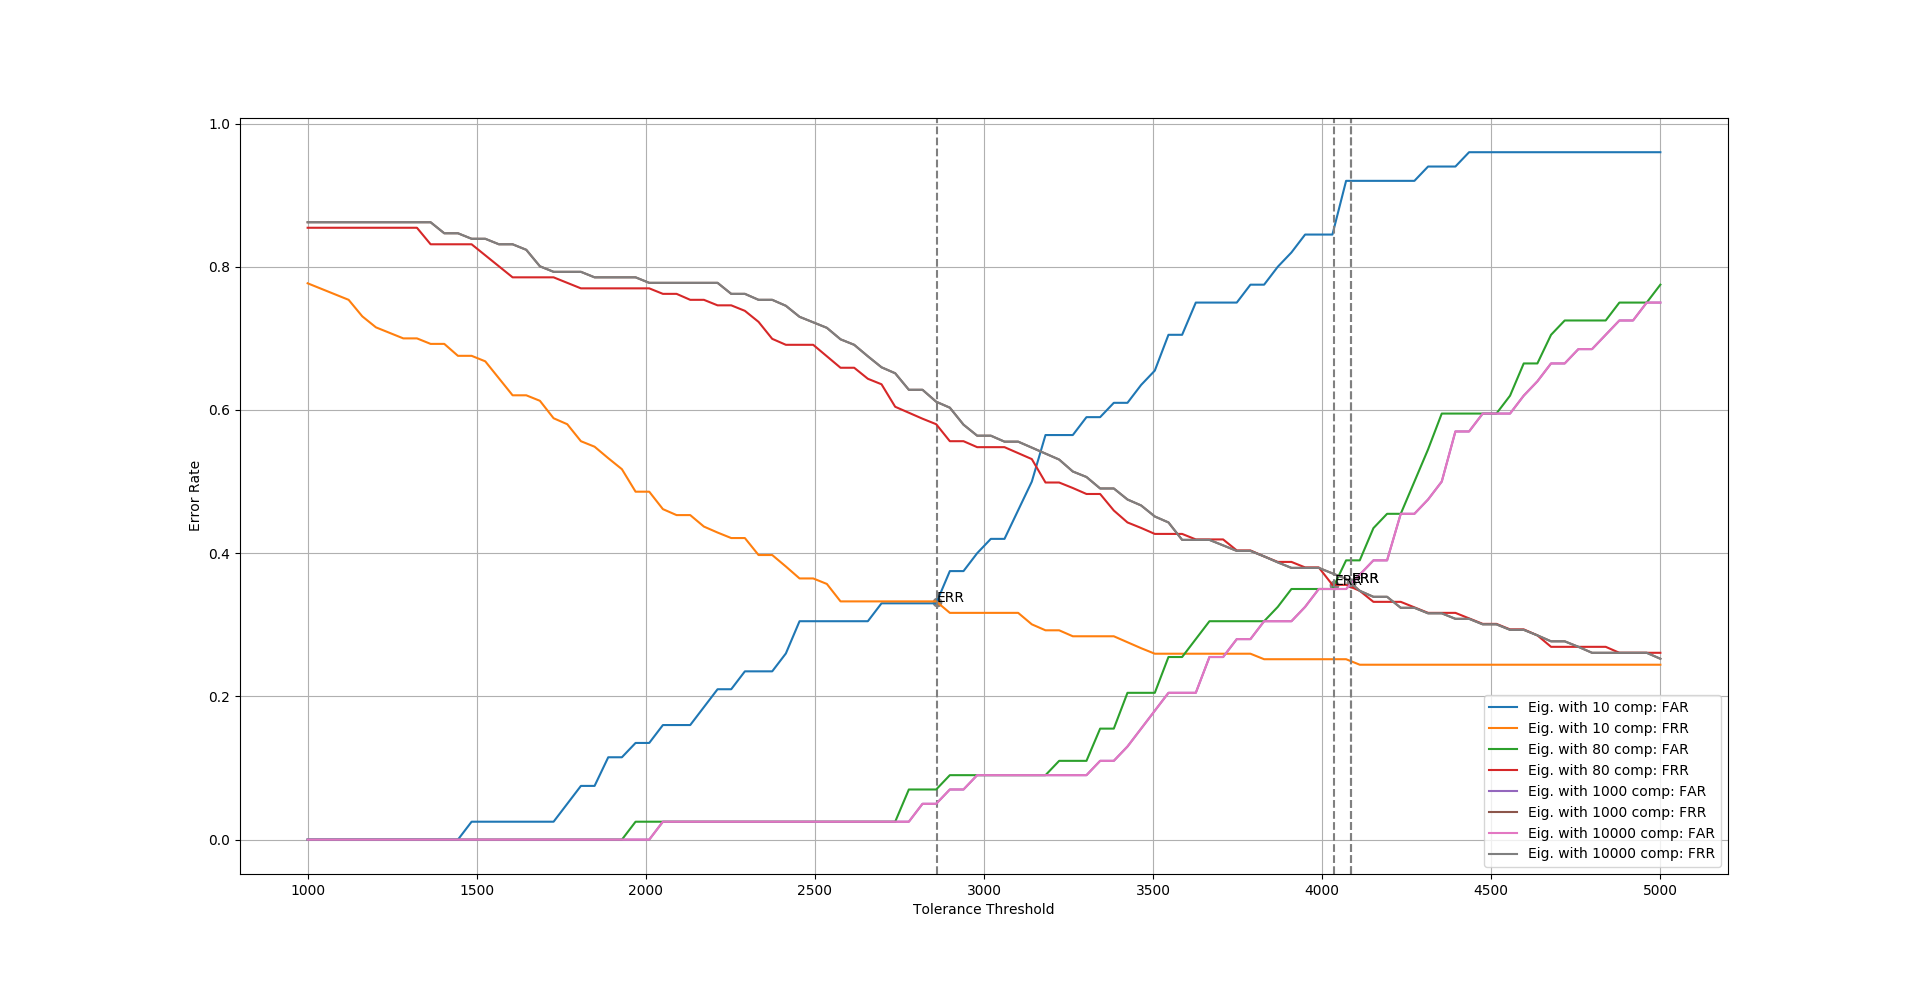 1.0
0.8
0.6
0.4
0.2
0.0
Error Rate
ERR
ERR
ERR
ERR
1000 1500 2000 2500 3000 3500 4000 4500 5000
Tolerance Threshold
Eig. with 10 comp: FAR
Eig. with 10 comp: FRR
Eig. with 80 comp: FAR
Eig. with 80 comp: FRR
Eig. with 1000 comp: FAR
Eig. with 1000 comp: FRR
Eig. with 10000 comp: FAR
Eig. with 10000 comp: FRR